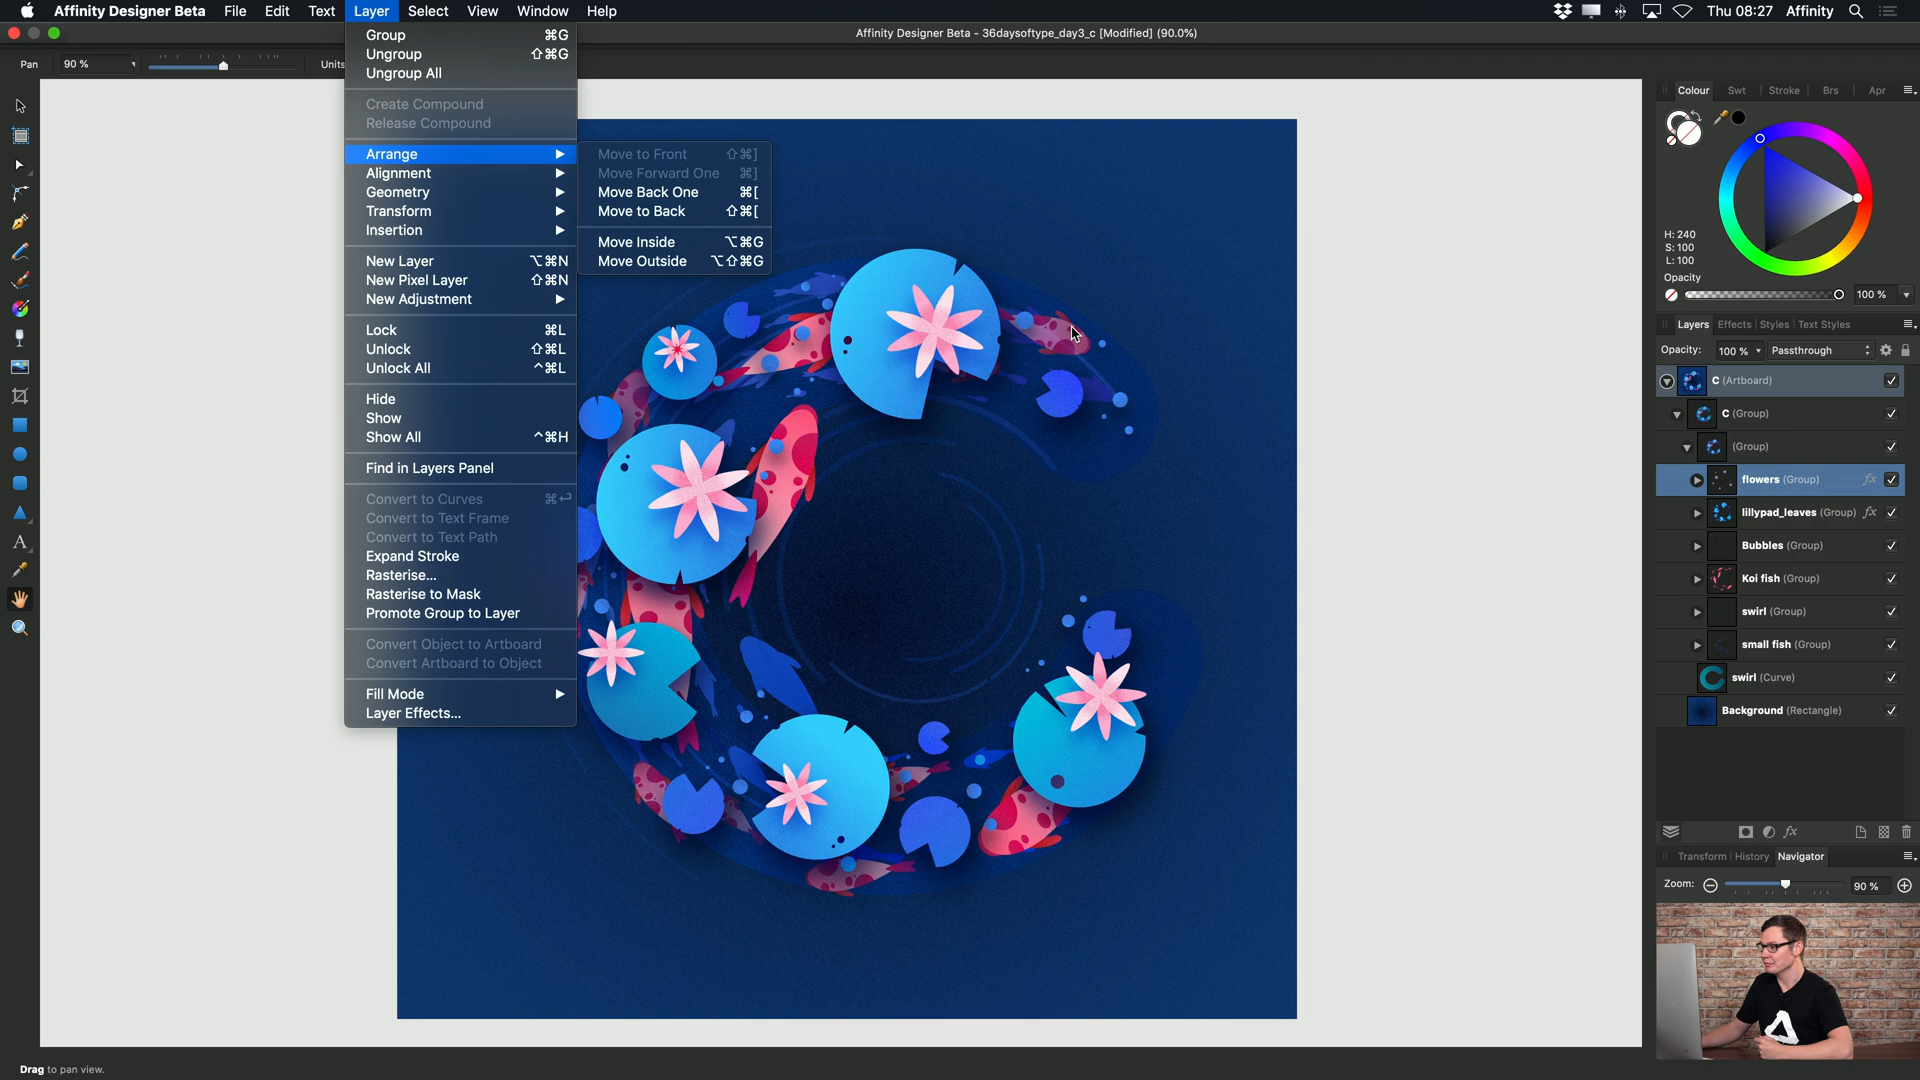 Affinity Designer Beta File Edit Text Layer Select View Window Help Thu 08:27 Affinity
Affinity Designer Beta - 36daysoftype_day3_c [Modified] (90.0%)
Pan 90 % Units
Group ⌘G
Ungroup ⇧⌘G
Ungroup All
Create Compound
Release Compound
Arrange
Alignment
Geometry
Transform
Insertion
New Layer ⌥⌘N
New Pixel Layer ⇧⌘N
New Adjustment
Lock ⌘L
Unlock ⇧⌘L
Unlock All ^⌘L
Hide
Show
Show All ^⌘H
Find in Layers Panel
Convert to Curves ⌘↩
Convert to Text Frame
Convert to Text Path
Expand Stroke
Rasterise...
Rasterise to Mask
Promote Group to Layer
Convert Object to Artboard
Convert Artboard to Object
Fill Mode
Layer Effects...
Move to Front ⇧⌘]
Move Forward One ⌘]
Move Back One ⌘[
Move to Back ⇧⌘[
Move Inside ⌥⌘G
Move Outside ⌥⇧⌘G
Colour Swt Stroke Brs Apr
H: 240
S: 100
L: 100
Opacity
100 %
Layers Effects Styles Text Styles
Opacity: 100 % Passthrough
C (Artboard)
C (Group)
(Group)
flowers (Group) fx
lillypad_leaves (Group) fx
Bubbles (Group)
Koi fish (Group)
swirl (Group)
small fish (Group)
swirl (Curve)
Background (Rectangle)
fx
Transform History Navigator
Zoom: 90 %
Drag to pan view.